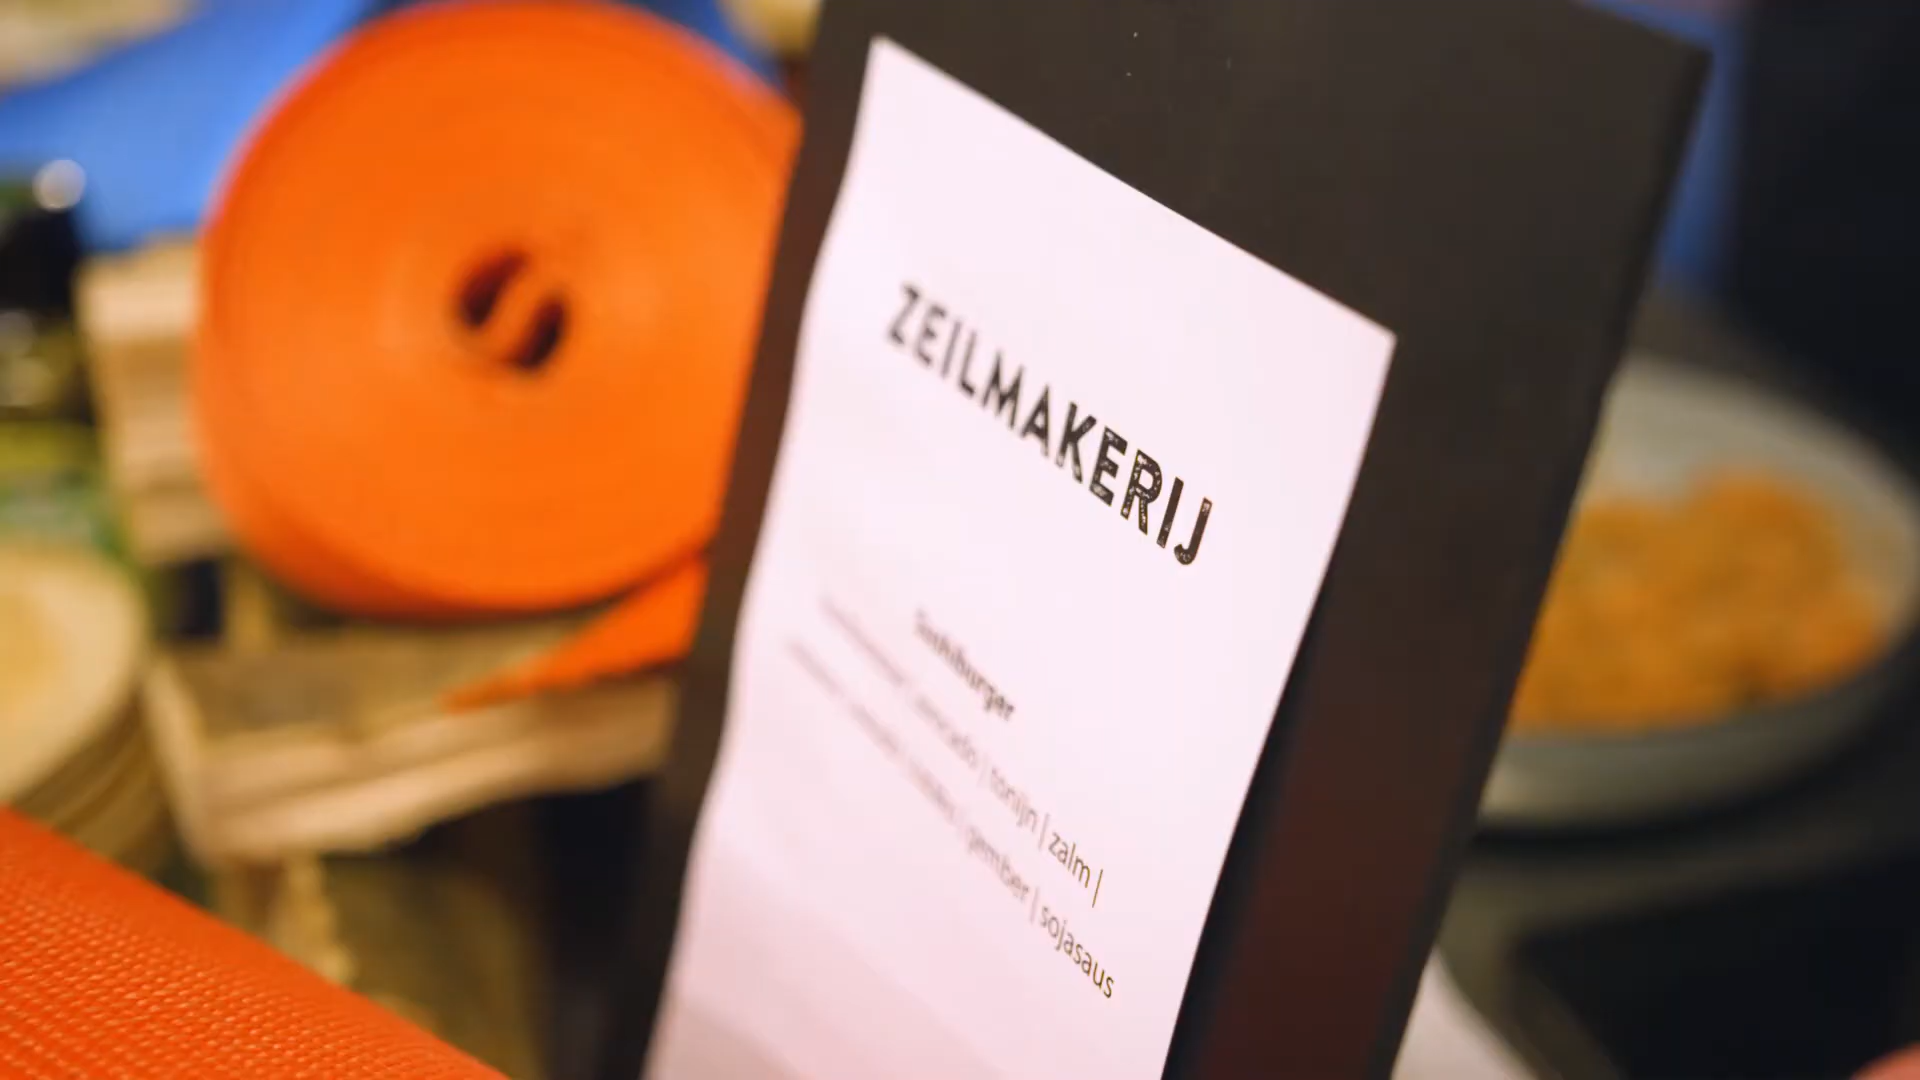 ZEILMAKERIJ
Sushiburger
avocado | tonijn | zalm |
gember | sojasaus